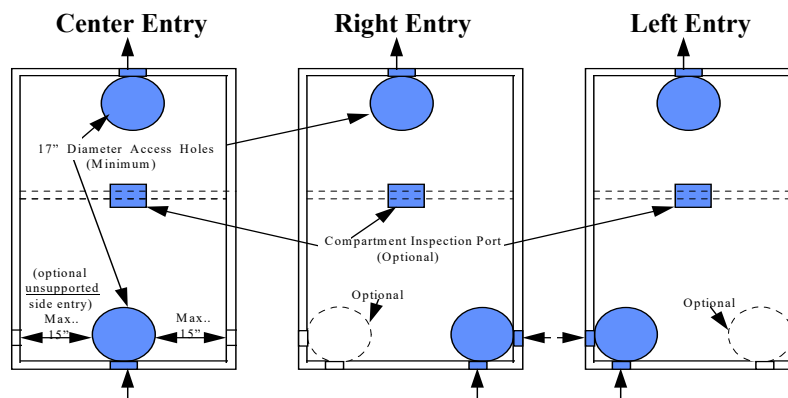 Center Entry
Right Entry
Left Entry
17” Diameter Access Holes
(Minimum)
Compartment Inspection Port
(Optional)
(optional
unsupported
side entry)
Max..
15”
Max..
15”
Optional
Optional